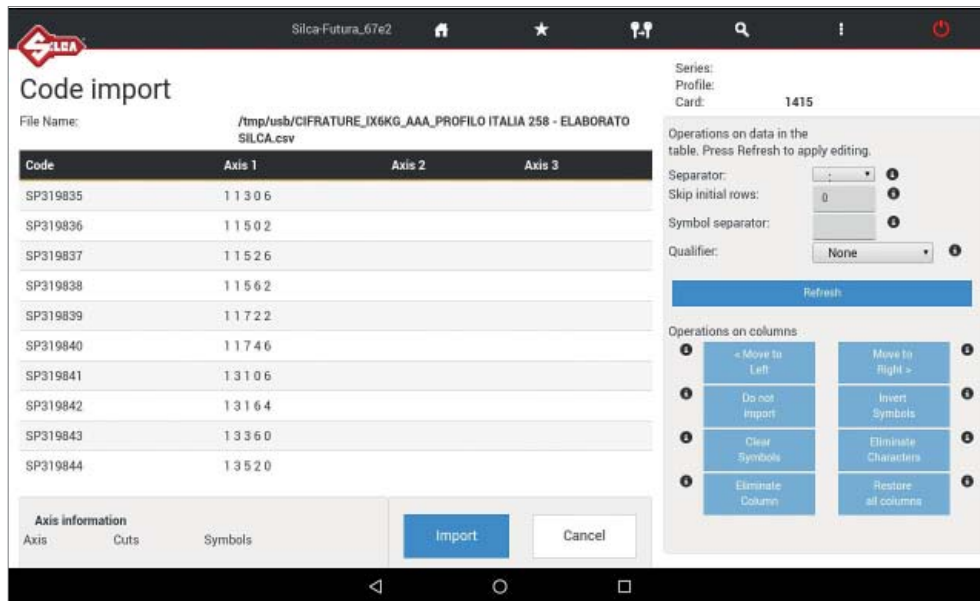 SILCA
Silca-Futura_67e2
Code import
File Name:
/tmp/usb/CIFRATURE_IX6KG_AAA_PROFILO ITALIA 258 - ELABORATO
SILCA.csv
Code Axis 1 Axis 2 Axis 3
SP319835 1 1 3 0 6
SP319836 1 1 5 0 2
SP319837 1 1 5 2 6
SP319838 1 1 5 6 2
SP319839 1 1 7 2 2
SP319840 1 1 7 4 6
SP319841 1 3 1 0 6
SP319842 1 3 1 6 4
SP319843 1 3 3 6 0
SP319844 1 3 5 2 0
Axis information
Axis Cuts Symbols
Import
Cancel
Series:
Profile:
Card: 1415
Operations on data in the
table. Press Refresh to apply editing.
Separator: ;
Skip initial rows: 0
Symbol separator:
Qualifier: None
Refresh
Operations on columns
< Move to
Left
Move to
Right >
Do not
import
Invert
Symbols
Clear
Symbols
Eliminate
Characters
Eliminate
Column
Restore
all columns